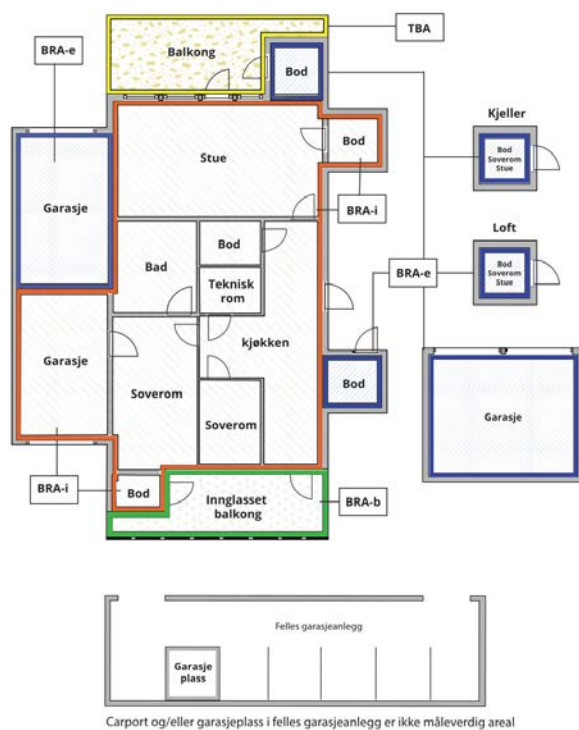 TBA
BRA-e
Balkong
Bod
Kjeller
Bod
Soverom
Stue
Stue
Bod
Garasje
BRA-i
Loft
Bod
Bad
Bod
Soverom
Stue
BRA-e
Teknisk
rom
Garasje
kjøkken
Bod
Soverom
Soverom
Garasje
BRA-i
Bod
Innglasset
balkong
BRA-b
Felles garasjeanlegg
Garasje
plass
Carport og/eller garasjeplass i felles garasjeanlegg er ikke måleverdig areal